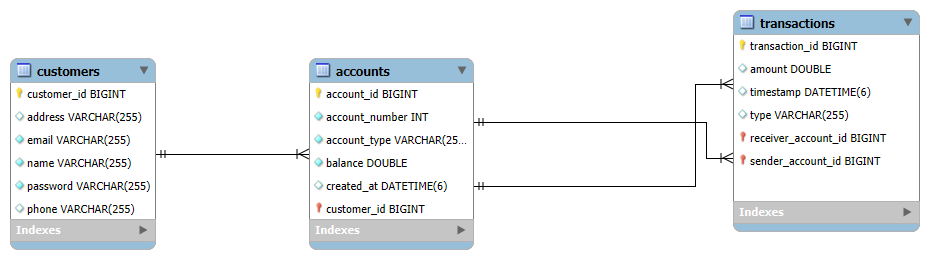 customers
customer_id BIGINT
address VARCHAR(255)
email VARCHAR(255)
name VARCHAR(255)
password VARCHAR(255)
phone VARCHAR(255)
Indexes
accounts
account_id BIGINT
account_number INT
account_type VARCHAR(25...
balance DOUBLE
created_at DATETIME(6)
customer_id BIGINT
Indexes
transactions
transaction_id BIGINT
amount DOUBLE
timestamp DATETIME(6)
type VARCHAR(255)
receiver_account_id BIGINT
sender_account_id BIGINT
Indexes